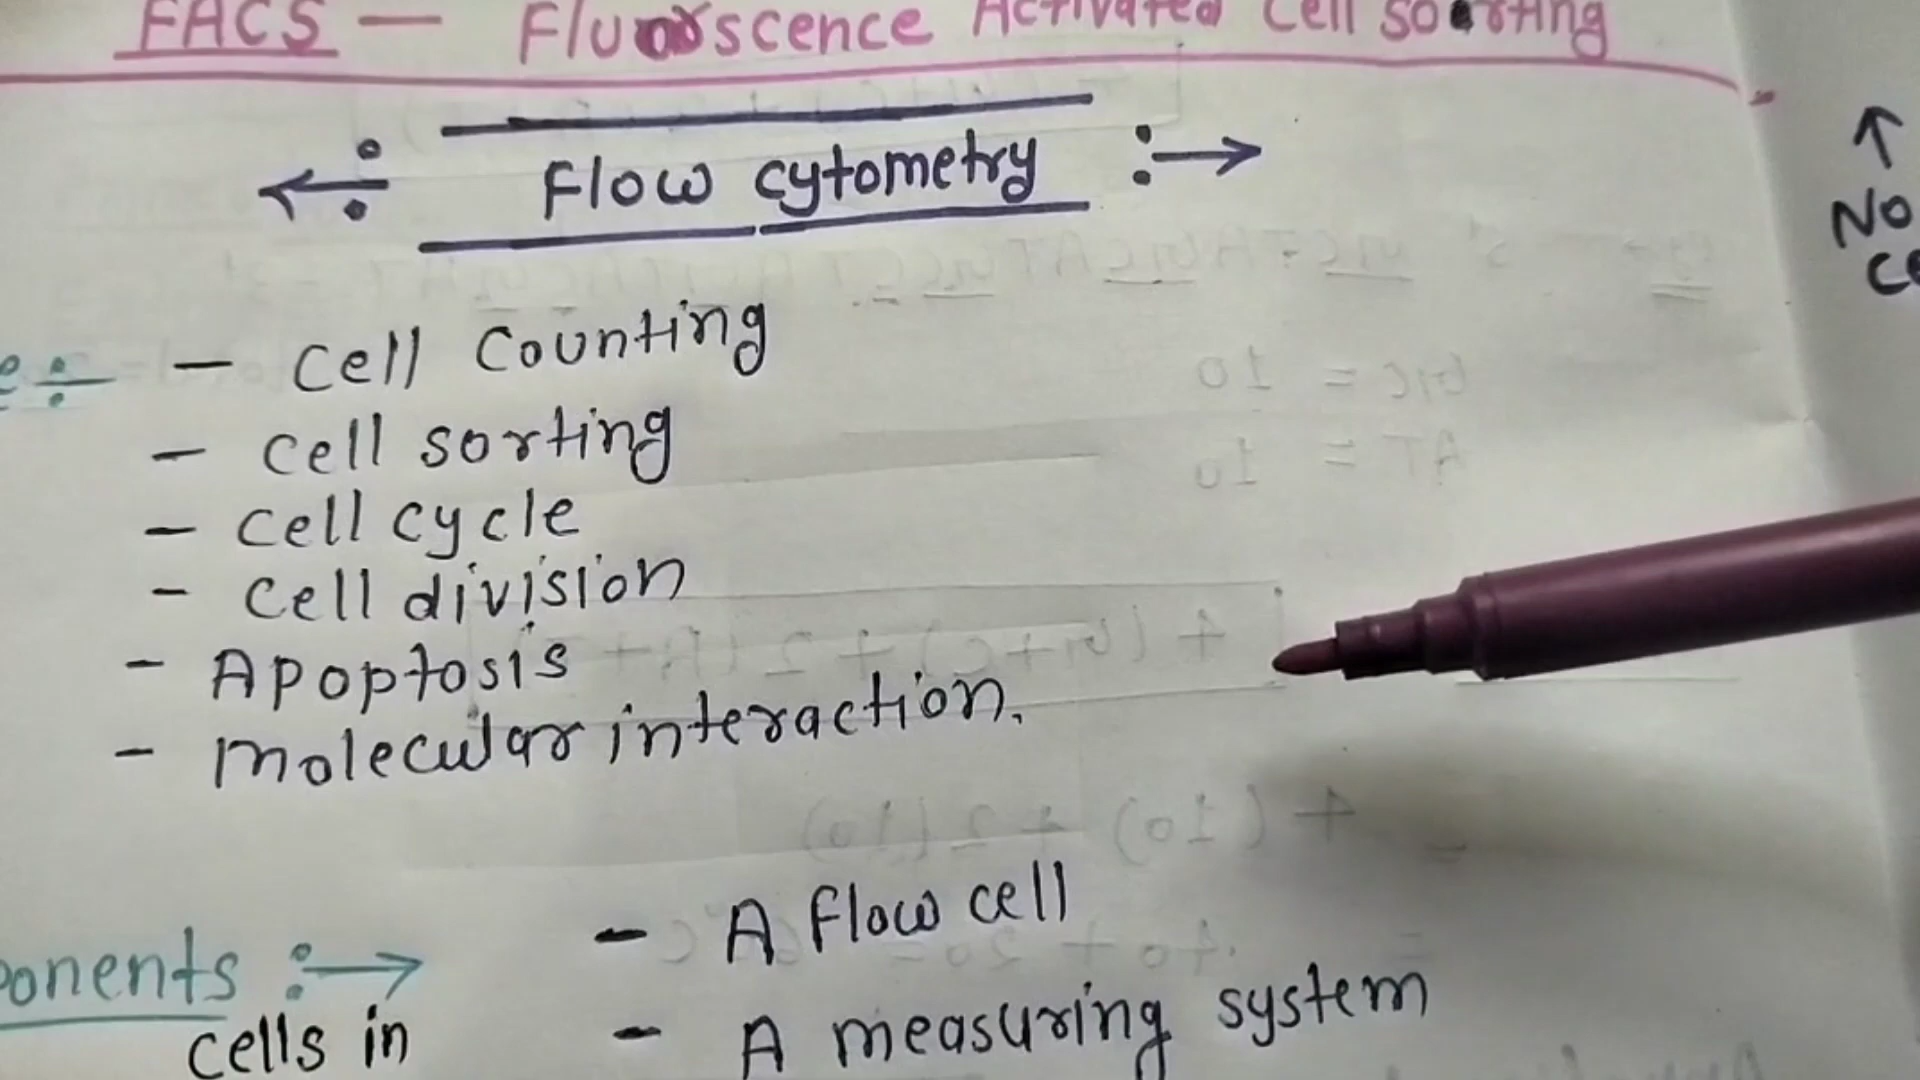 FACS — Fluorscence Activated Cell sorting
Flow cytometry
- Cell Counting
- Cell sorting
- Cell cycle
- Cell division
- Apoptosis
- Molecular interaction.
- A flow cell
ponents :→
- A measuring system
cells in
↑
NO